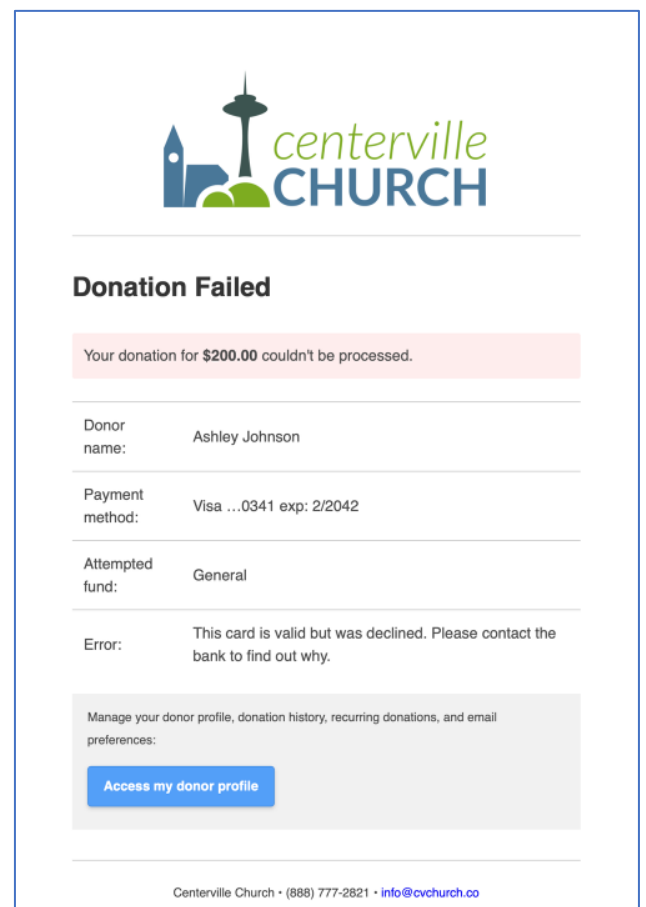 centerville
CHURCH
Donation Failed
Your donation for $200.00 couldn't be processed.
Donor
name:
Ashley Johnson
Payment
method:
Visa …0341 exp: 2/2042
Attempted
fund:
General
Error:
This card is valid but was declined. Please contact the
bank to find out why.
Manage your donor profile, donation history, recurring donations, and email
preferences:
Access my donor profile
Centerville Church • (888) 777-2821 • info@cvchurch.co